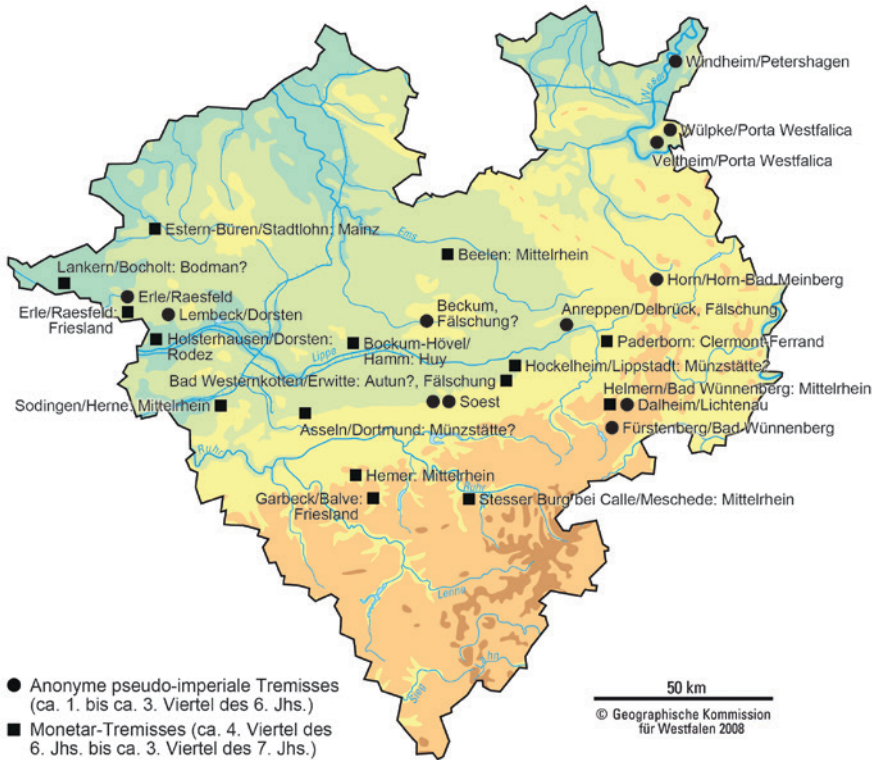 Windheim/Petershagen
Weser
Wülpke/Porta Westfalica
Veltheim/Porta Westfalica
Estern-Büren/Stadtlohn: Mainz
Ems
Beelen: Mittelrhein
Lankern/Bocholt: Bodman?
Horn/Horn-Bad Meinberg
Erle/Raesfeld
Erle/Raesfeld:
Friesland
Lembeck/Dorsten
Beckum,
Fälschung?
Anreppen/Delbrück, Fälschung
Holsterhausen/Dorsten:
Rodez
Lippe
Bockum-Hövel/
Hamm: Huy
Paderborn: Clermont-Ferrand
Hockelheim/Lippstadt: Münzstätte?
Bad Westernkotten/Erwitte: Autun?, Fälschung
Helmern/Bad Wünnenberg: Mittelrhein
Sodingen/Herne: Mittelrhein
Soest
Dalheim/Lichtenau
Asseln/Dortmund: Münzstätte?
Fürstenberg/Bad Wünnenberg
Ruhr
Hemer: Mittelrhein
Ruhr
Garbeck/Balve:
Friesland
Stesser Burg bei Calle/Meschede: Mittelrhein
Lenne
Sieg
Anonyme pseudo-imperiale Tremisses
(ca. 1. bis ca. 3. Viertel des 6. Jhs.)
Monetar-Tremisses (ca. 4. Viertel des
6. Jhs. bis ca. 3. Viertel des 7. Jhs.)
50 km
© Geographische Kommission
für Westfalen 2008